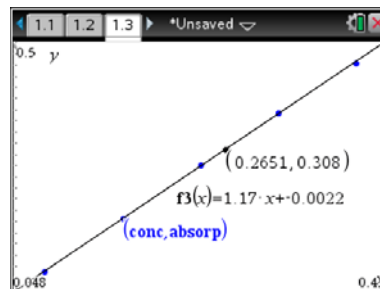 1.1 1.2 1.3 *Unsaved
0.5 y
(0.2651, 0.308)
f3(x)=1.17·x+-0.0022
(conc,absorp)
0.048